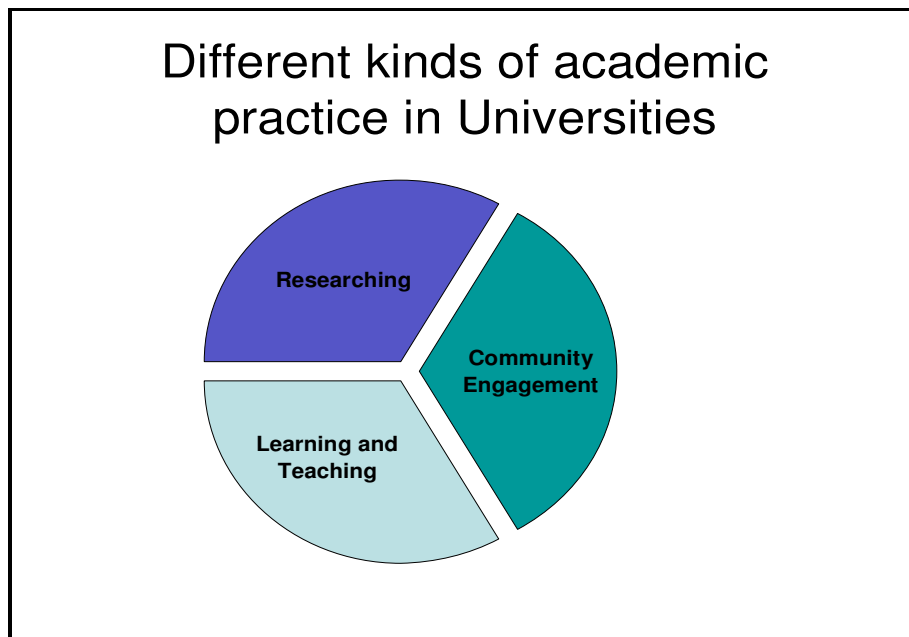 Different kinds of academic
practice in Universities
Researching
Community
Engagement
Learning and
Teaching